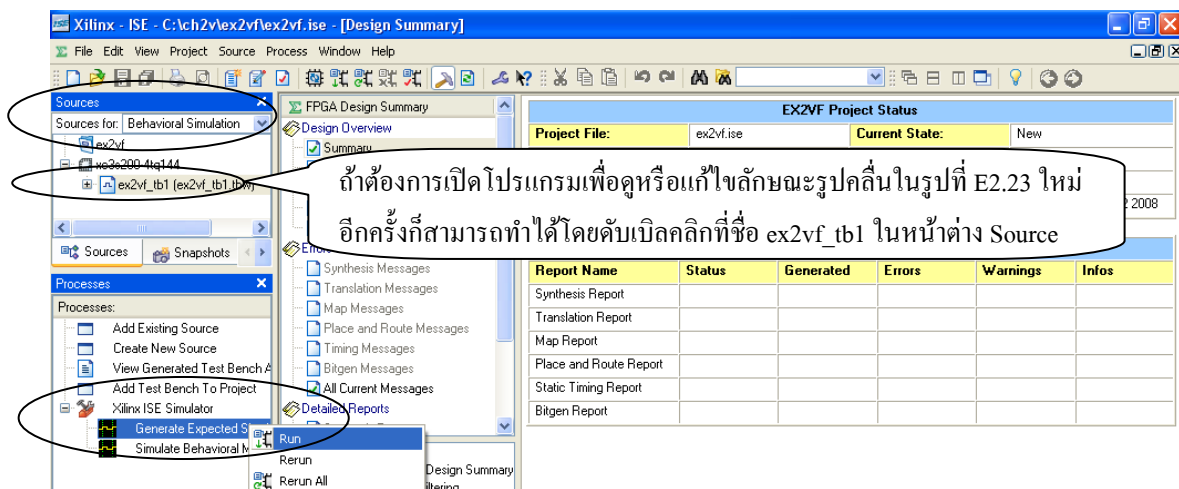 Xilinx - ISE - C:\ch2v\ex2vf\ex2vf.ise - [Design Summary]
File Edit View Project Source Process Window Help
Sources
Sources for: Behavioral Simulation
ex2vf
xc3s200-4tq144
ex2vf_tb1 (ex2vf_tb1.tbw)
Sources Snapshots
Processes
Processes:
Add Existing Source
Create New Source
View Generated Test Bench A
Add Test Bench To Project
Xilinx ISE Simulator
Generate Expected S
Simulate Behavioral M
Run
Rerun
Rerun All
FPGA Design Summary
Design Overview
Summary
ถ้าต้องการเปิดโปรแกรมเพื่อดูหรือแก้ไขลักษณะรูปคลื่นในรูปที่ E2.23 ใหม่
อีกครั้งก็สามารถทำได้โดยดับเบิลคลิกที่ชื่อ ex2vf_tb1 ในหน้าต่าง Source
Synthesis Messages
Translation Messages
Map Messages
Place and Route Messages
Timing Messages
Bitgen Messages
All Current Messages
Detailed Reports
Design Summary
EX2VF Project Status
Project File: ex2vf.ise Current State: New
2008
Report Name Status Generated Errors Warnings Infos
Synthesis Report
Translation Report
Map Report
Place and Route Report
Static Timing Report
Bitgen Report